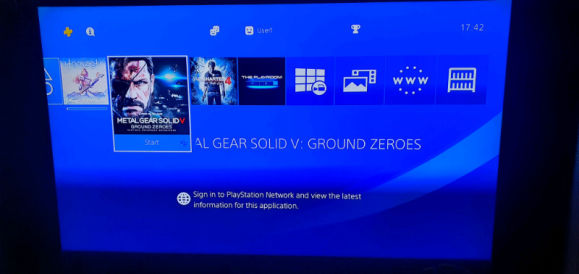 User1
17:42
UNCHARTED 4
THE PLAYROOM
www
METAL GEAR SOLID V
GROUND ZEROES
Start
AL GEAR SOLID V: GROUND ZEROES
Sign in to PlayStation Network and view the latest
information for this application.